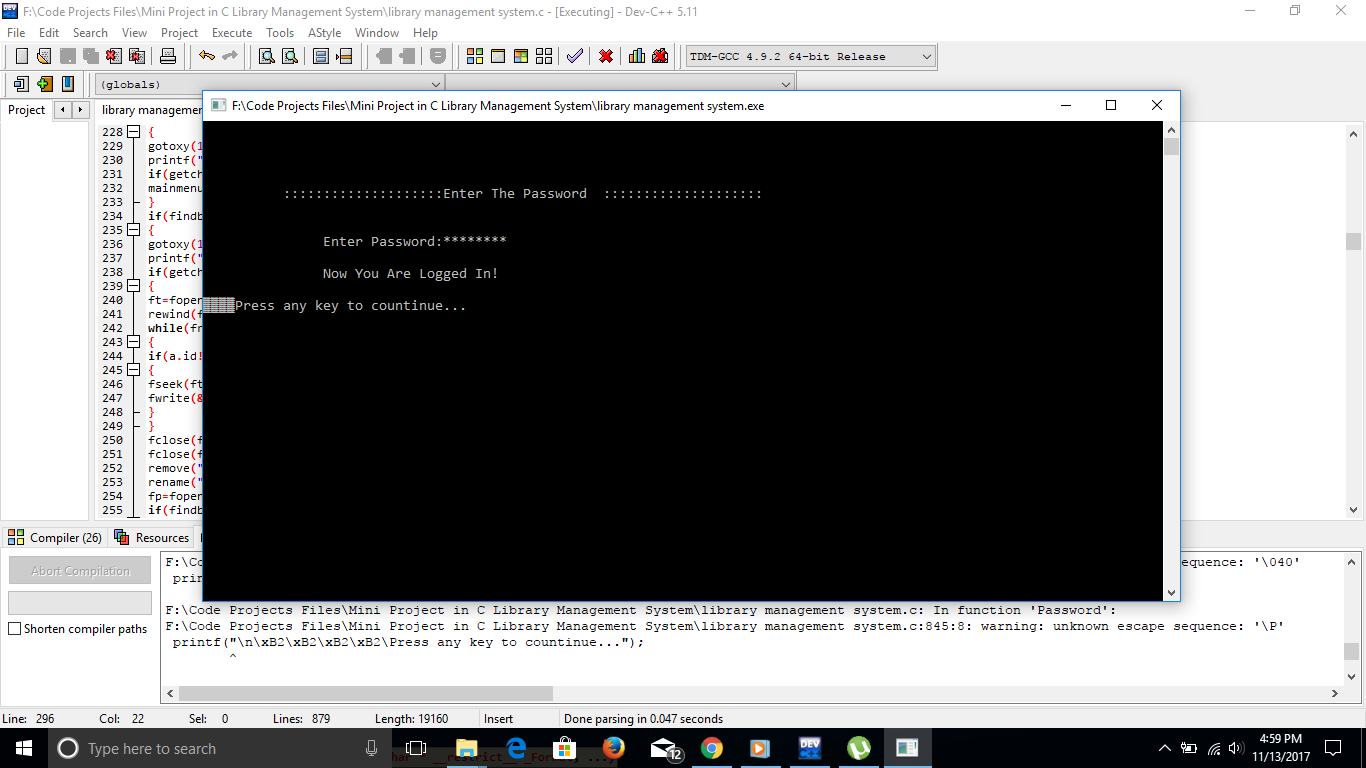 F:\Code Projects Files\Mini Project in C Library Management System\library management system.c - [Executing] - Dev-C++ 5.11
File Edit Search View Project Execute Tools AStyle Window Help
TDM-GCC 4.9.2 64-bit Release
(globals)
Project
library managemen
F:\Code Projects Files\Mini Project in C Library Management System\library management system.exe
::::::::::::::::::::Enter The Password  ::::::::::::::::::::
Enter Password:********
Now You Are Logged In!
Press any key to countinue...
228 {
229 gotoxy(1
230 printf("
231 if(getch
232 mainmenu
233 }
234 if(findb
235 {
236 gotoxy(1
237 printf("
238 if(getch
239 {
240 ft=fopen
241 rewind(f
242 while(fr
243 {
244 if(a.id!
245 {
246 fseek(ft
247 fwrite(&
248 }
249 }
250 fclose(f
251 fclose(f
252 remove("
253 rename("
254 fp=fopen
255 if(findb
Compiler (26) Resources
Abort Compilation
Shorten compiler paths
F:\Co equence: '\040'
prin
F:\Code Projects Files\Mini Project in C Library Management System\library management system.c: In function 'Password':
F:\Code Projects Files\Mini Project in C Library Management System\library management system.c:845:8: warning: unknown escape sequence: '\P'
printf("\n\xB2\xB2\xB2\xB2\Press any key to countinue...");
^
Line: 296 Col: 22 Sel: 0 Lines: 879 Length: 19160 Insert Done parsing in 0.047 seconds
Type here to search
12
DEV
4:59 PM
11/13/2017